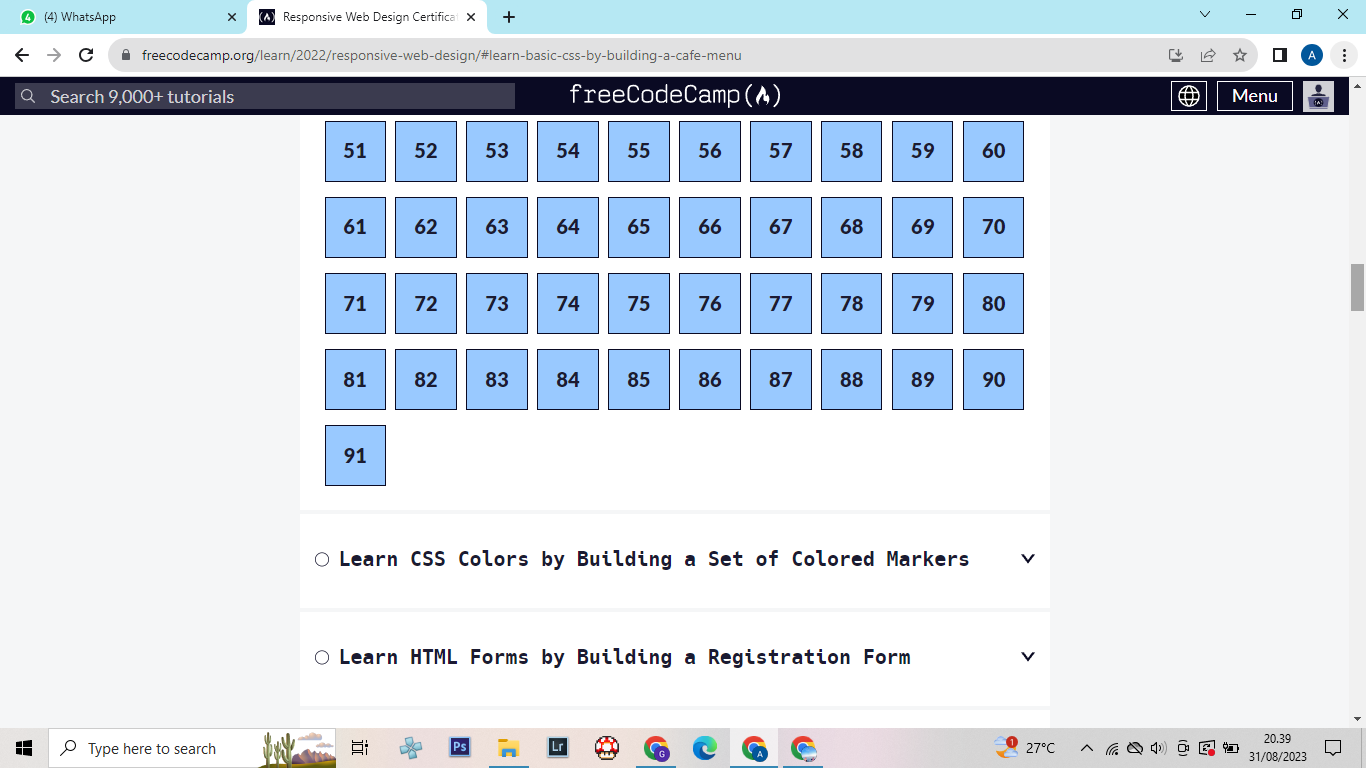 (4) WhatsApp
Responsive Web Design Certifica
freecodecamp.org/learn/2022/responsive-web-design/#learn-basic-css-by-building-a-cafe-menu
A
Search 9,000+ tutorials
freeCodeCamp(🔥)
Menu
51 52 53 54 55 56 57 58 59 60
61 62 63 64 65 66 67 68 69 70
71 72 73 74 75 76 77 78 79 80
81 82 83 84 85 86 87 88 89 90
91
Learn CSS Colors by Building a Set of Colored Markers
Learn HTML Forms by Building a Registration Form
Type here to search
Ps
Lr
G
A
1
27°C
20.39
31/08/2023